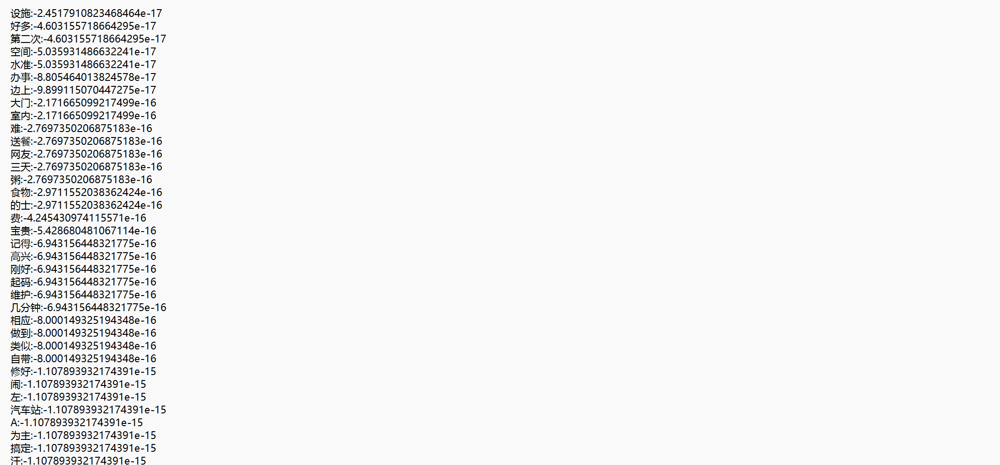 设施:-2.4517910823468464e-17
好多:-4.603155718664295e-17
第二次:-4.603155718664295e-17
空间:-5.035931486632241e-17
水准:-5.035931486632241e-17
办事:-8.805464013824578e-17
边上:-9.899115070447275e-17
大门:-2.171665099217499e-16
室内:-2.171665099217499e-16
难:-2.7697350206875183e-16
送餐:-2.7697350206875183e-16
网友:-2.7697350206875183e-16
三天:-2.7697350206875183e-16
粥:-2.7697350206875183e-16
食物:-2.9711552038362424e-16
的士:-2.9711552038362424e-16
费:-4.245430974115571e-16
宝贵:-5.428680481067114e-16
记得:-6.943156448321775e-16
高兴:-6.943156448321775e-16
刚好:-6.943156448321775e-16
起码:-6.943156448321775e-16
维护:-6.943156448321775e-16
几分钟:-6.943156448321775e-16
相应:-8.000149325194348e-16
做到:-8.000149325194348e-16
类似:-8.000149325194348e-16
自带:-8.000149325194348e-16
修好:-1.107893932174391e-15
闹:-1.107893932174391e-15
左:-1.107893932174391e-15
汽车站:-1.107893932174391e-15
A:-1.107893932174391e-15
为主:-1.107893932174391e-15
搞定:-1.107893932174391e-15
汗:-1.107893932174391e-15